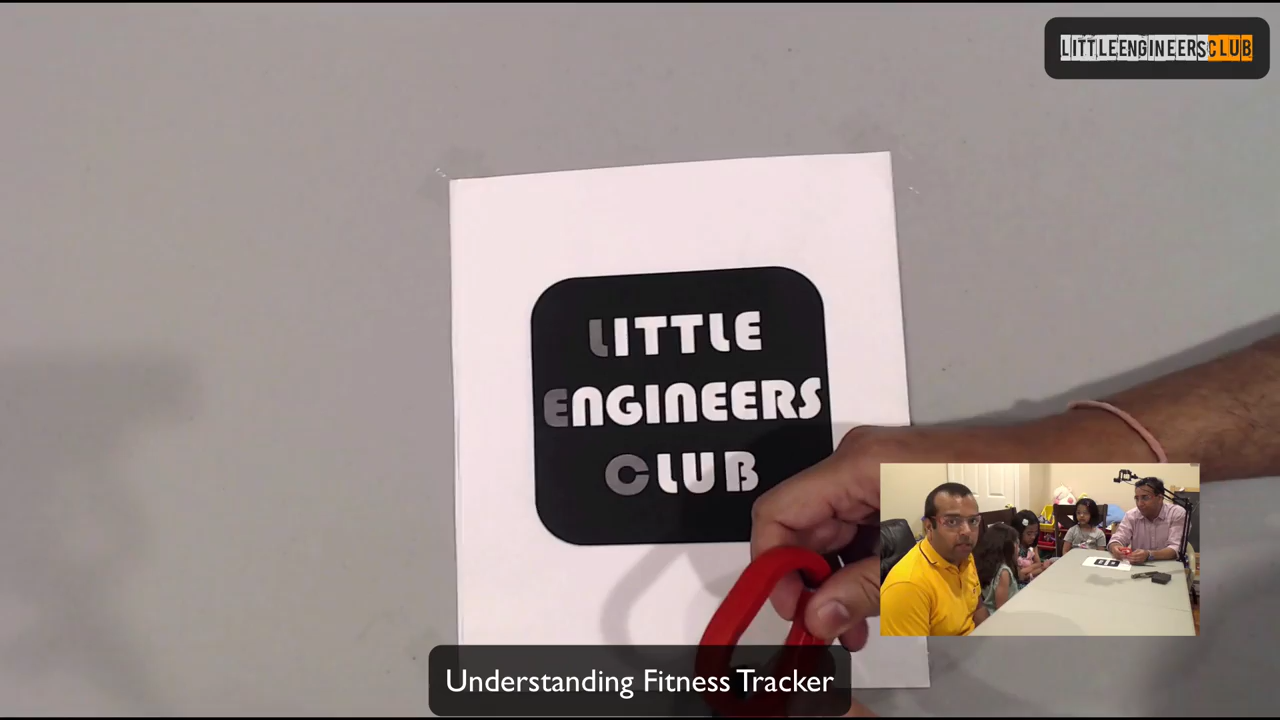 LITTLEENGINEERSCLUB
LITTLE
ENGINEERS
CLUB
Understanding Fitness Tracker